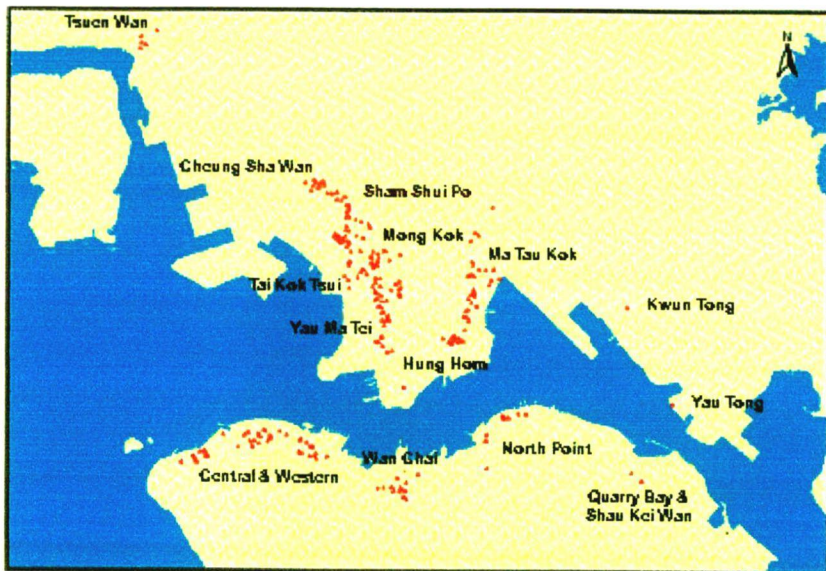 Tsuen Wan
N
Cheung Sha Wan
Sham Shui Po
Mong Kok
Ma Tau Kok
Tai Kok Tsui
Kwun Tong
Yau Ma Tei
Hung Hom
Yau Tong
Wan Chai
North Point
Central & Western
Quarry Bay &
Shau Kei Wan